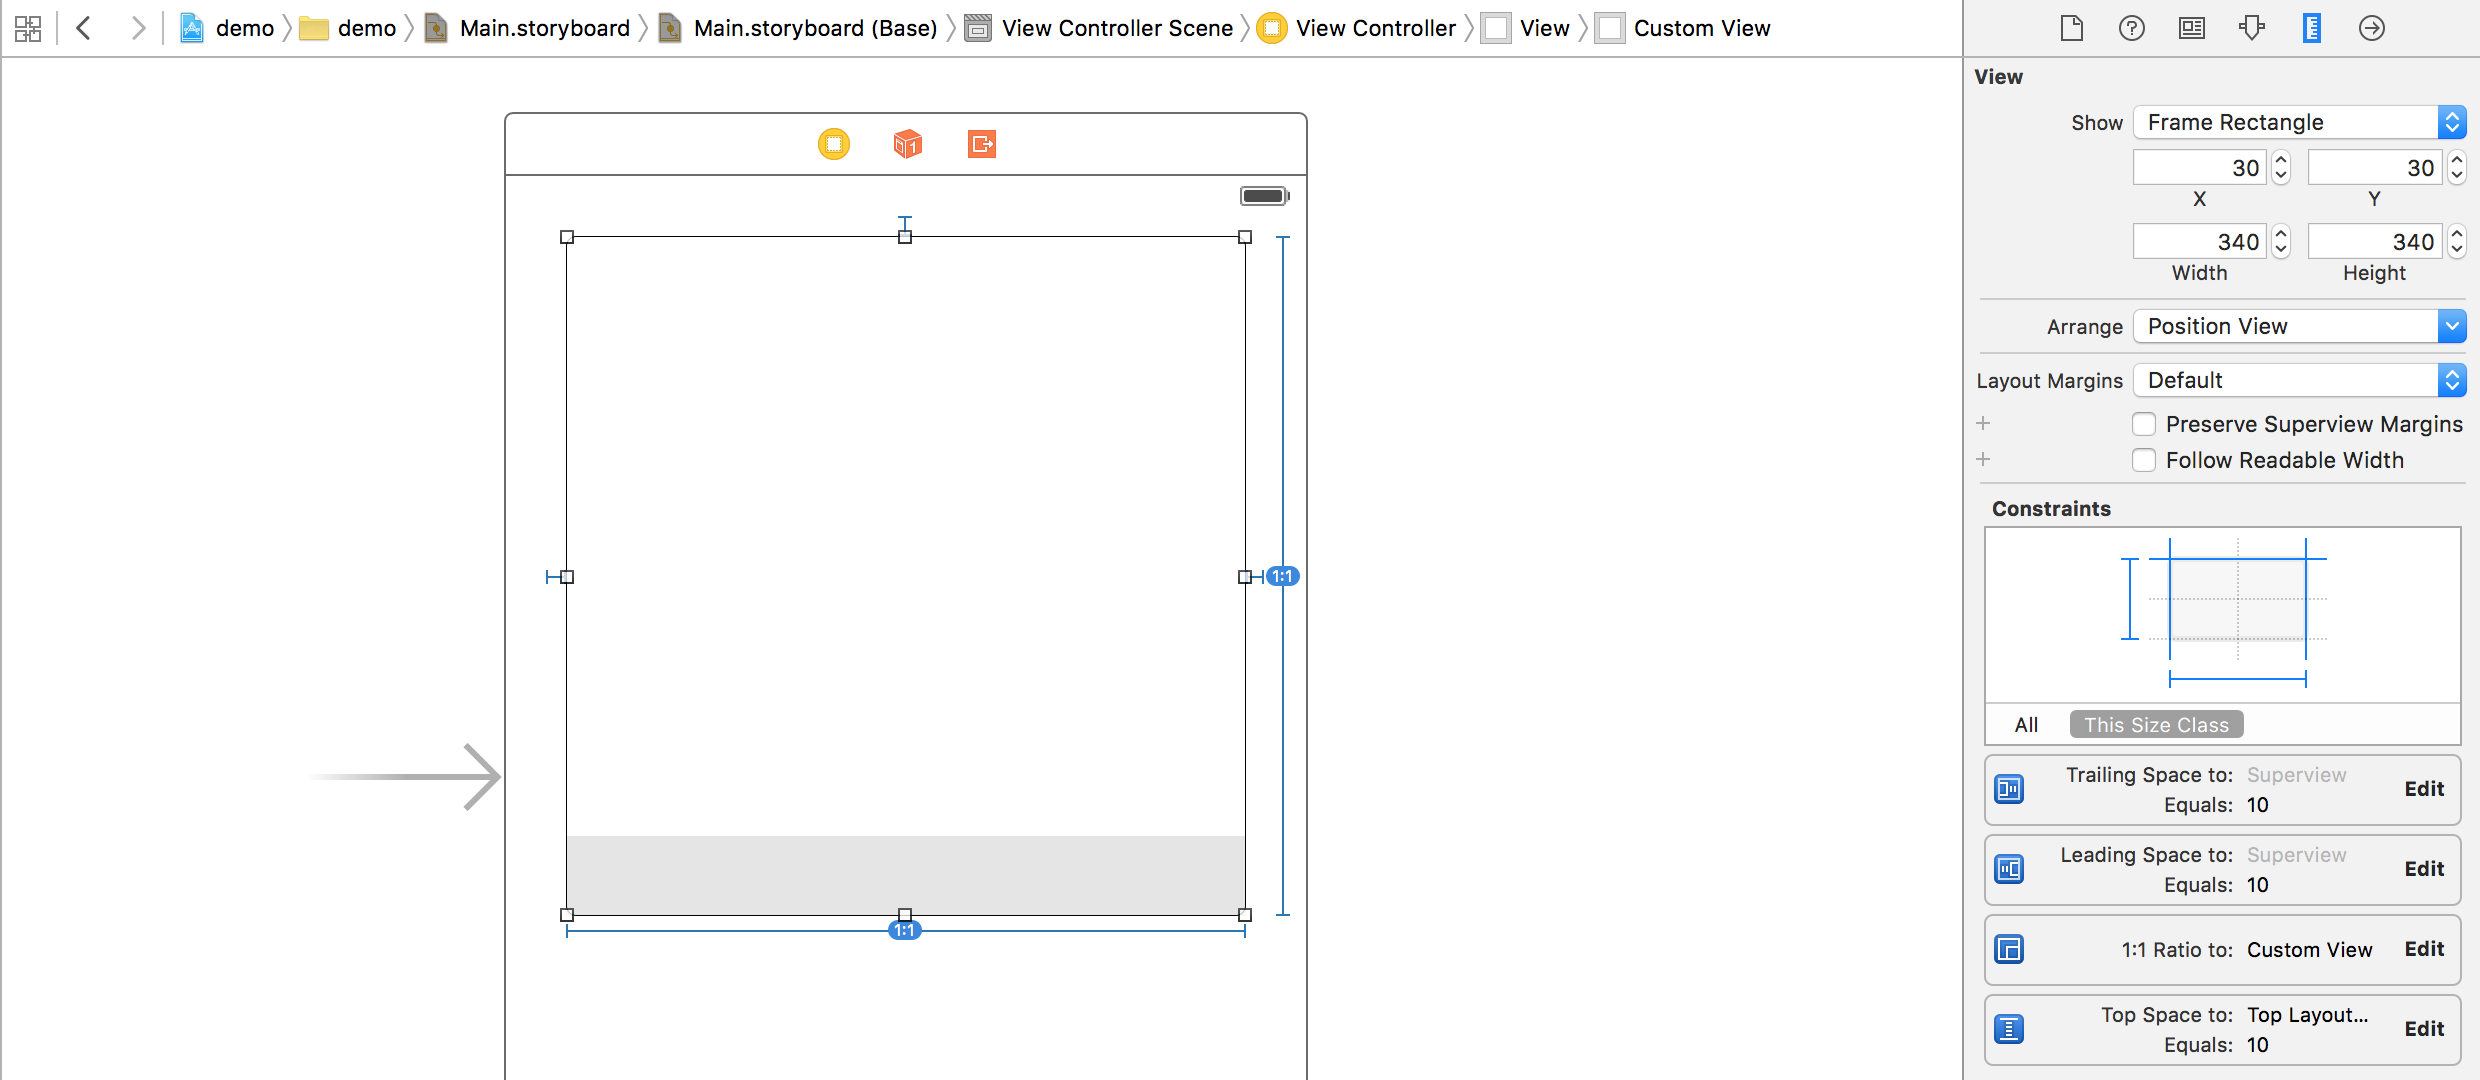 demo demo Main.storyboard Main.storyboard (Base) View Controller Scene View Controller View Custom View
View
Show Frame Rectangle
30 30
X Y
340 340
Width Height
Arrange Position View
Layout Margins Default
+ Preserve Superview Margins
+ Follow Readable Width
Constraints
All This Size Class
Trailing Space to: Superview
Equals: 10
Edit
Leading Space to: Superview
Equals: 10
Edit
1:1 Ratio to: Custom View Edit
Top Space to: Top Layout...
Equals: 10
Edit
1
1:1
1:1